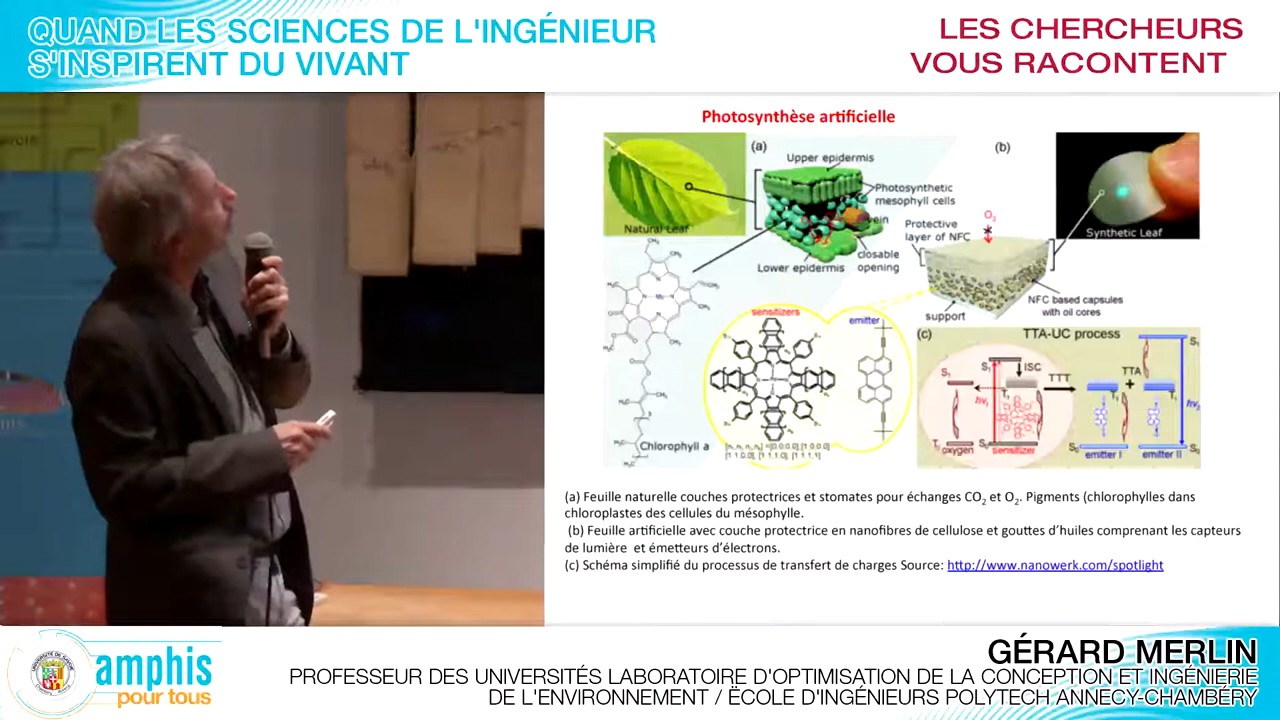 QUAND LES SCIENCES DE L'INGÉNIEUR
S'INSPIRENT DU VIVANT
LES CHERCHEURS
VOUS RACONTENT
Photosynthèse artificielle
(a)
Upper epidermis
Photosynthetic
mesophyll cells
vein
closable
opening
Lower epidermis
Natural Leaf
(b)
Protective
layer of NFC
O2
Synthetic Leaf
NFC based capsules
with oil cores
support
sensitizers
emitter
Chlorophyll a
(c)
TTA-UC process
ISC
TTT
TTA
+
oxygen
sensitizer
emitter I
emitter II
(a) Feuille naturelle couches protectrices et stomates pour échanges CO2 et O2. Pigments (chlorophylles dans
chloroplastes des cellules du mésophylle.
(b) Feuille artificielle avec couche protectrice en nanofibres de cellulose et gouttes d'huiles comprenant les capteurs
de lumière et émetteurs d'électrons.
(c) Schéma simplifié du processus de transfert de charges Source: http://www.nanowerk.com/spotlight
amphis
pour tous
GÉRARD MERLIN
PROFESSEUR DES UNIVERSITÉS LABORATOIRE D'OPTIMISATION DE LA CONCEPTION ET INGÉNIERIE
DE L'ENVIRONNEMENT / ËCOLE D'INGÉNIEURS POLYTECH ANNECY-CHAMBÉRY